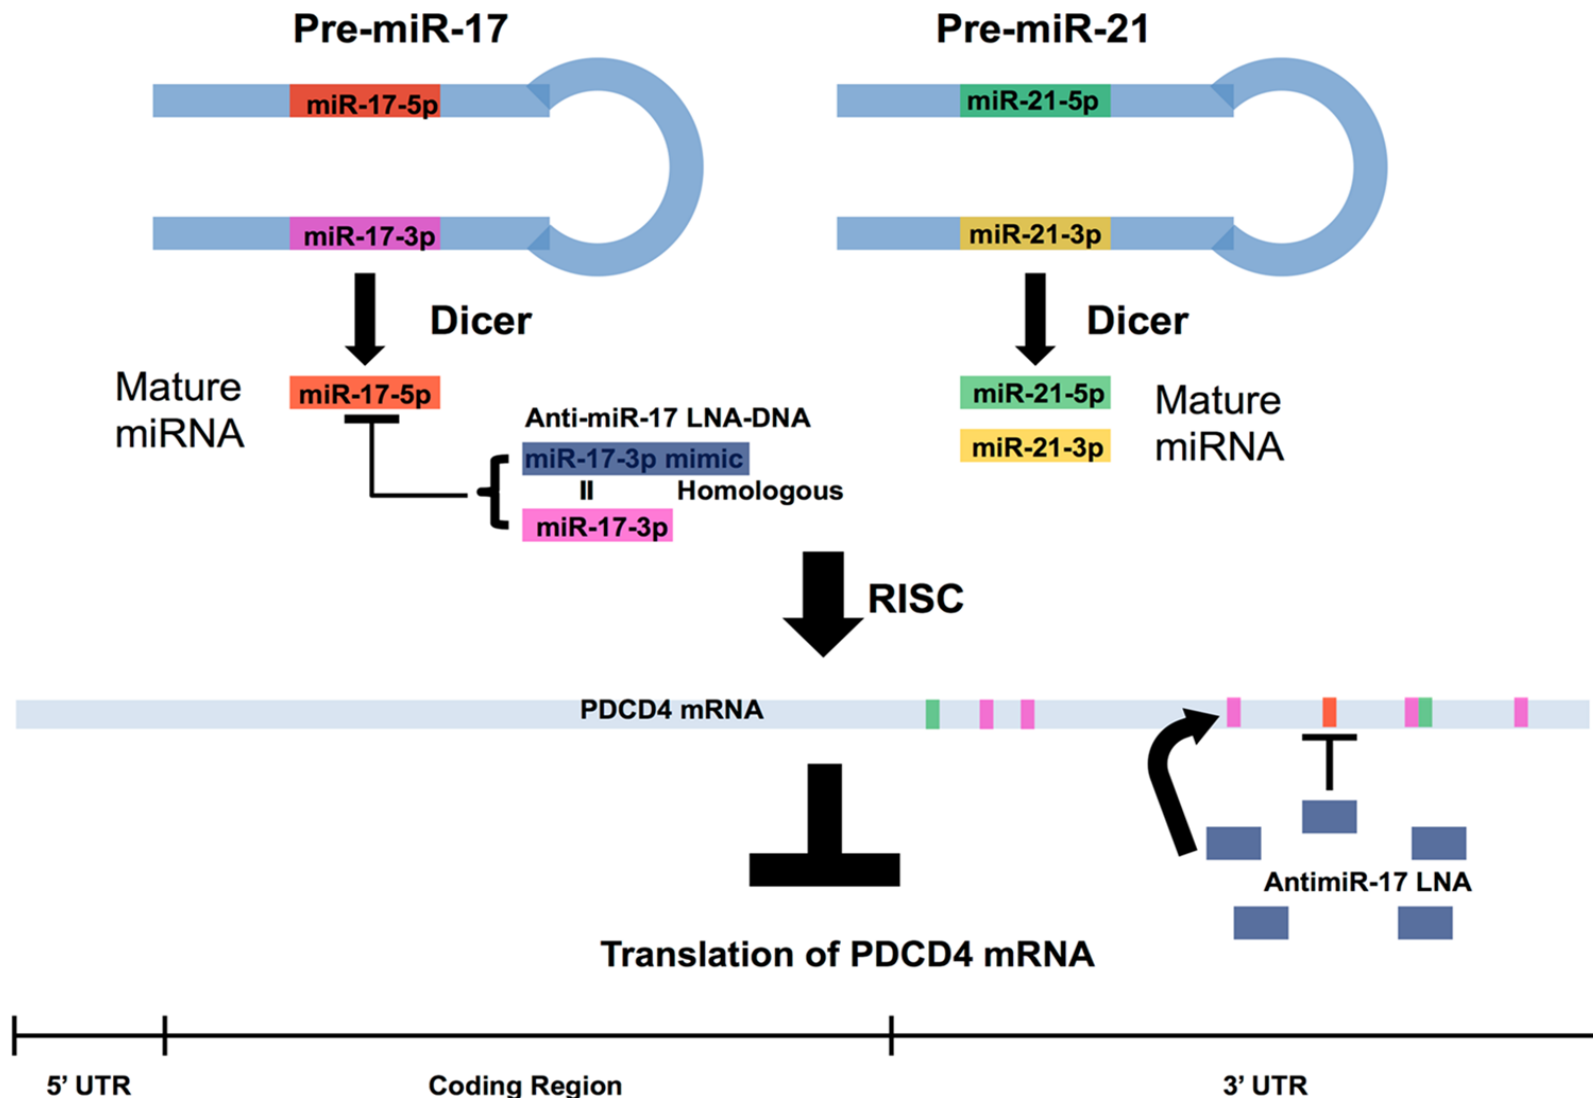 Pre-miR-17
Pre-miR-21
miR-17-5p
miR-21-5p
miR-17-3p
miR-21-3p
Dicer
Dicer
Mature
miRNA
miR-17-5p
Anti-miR-17 LNA-DNA
miR-17-3p mimic
II Homologous
miR-17-3p
miR-21-5p
miR-21-3p
Mature
miRNA
RISC
PDCD4 mRNA
AntimiR-17 LNA
Translation of PDCD4 mRNA
5’ UTR
Coding Region
3’ UTR